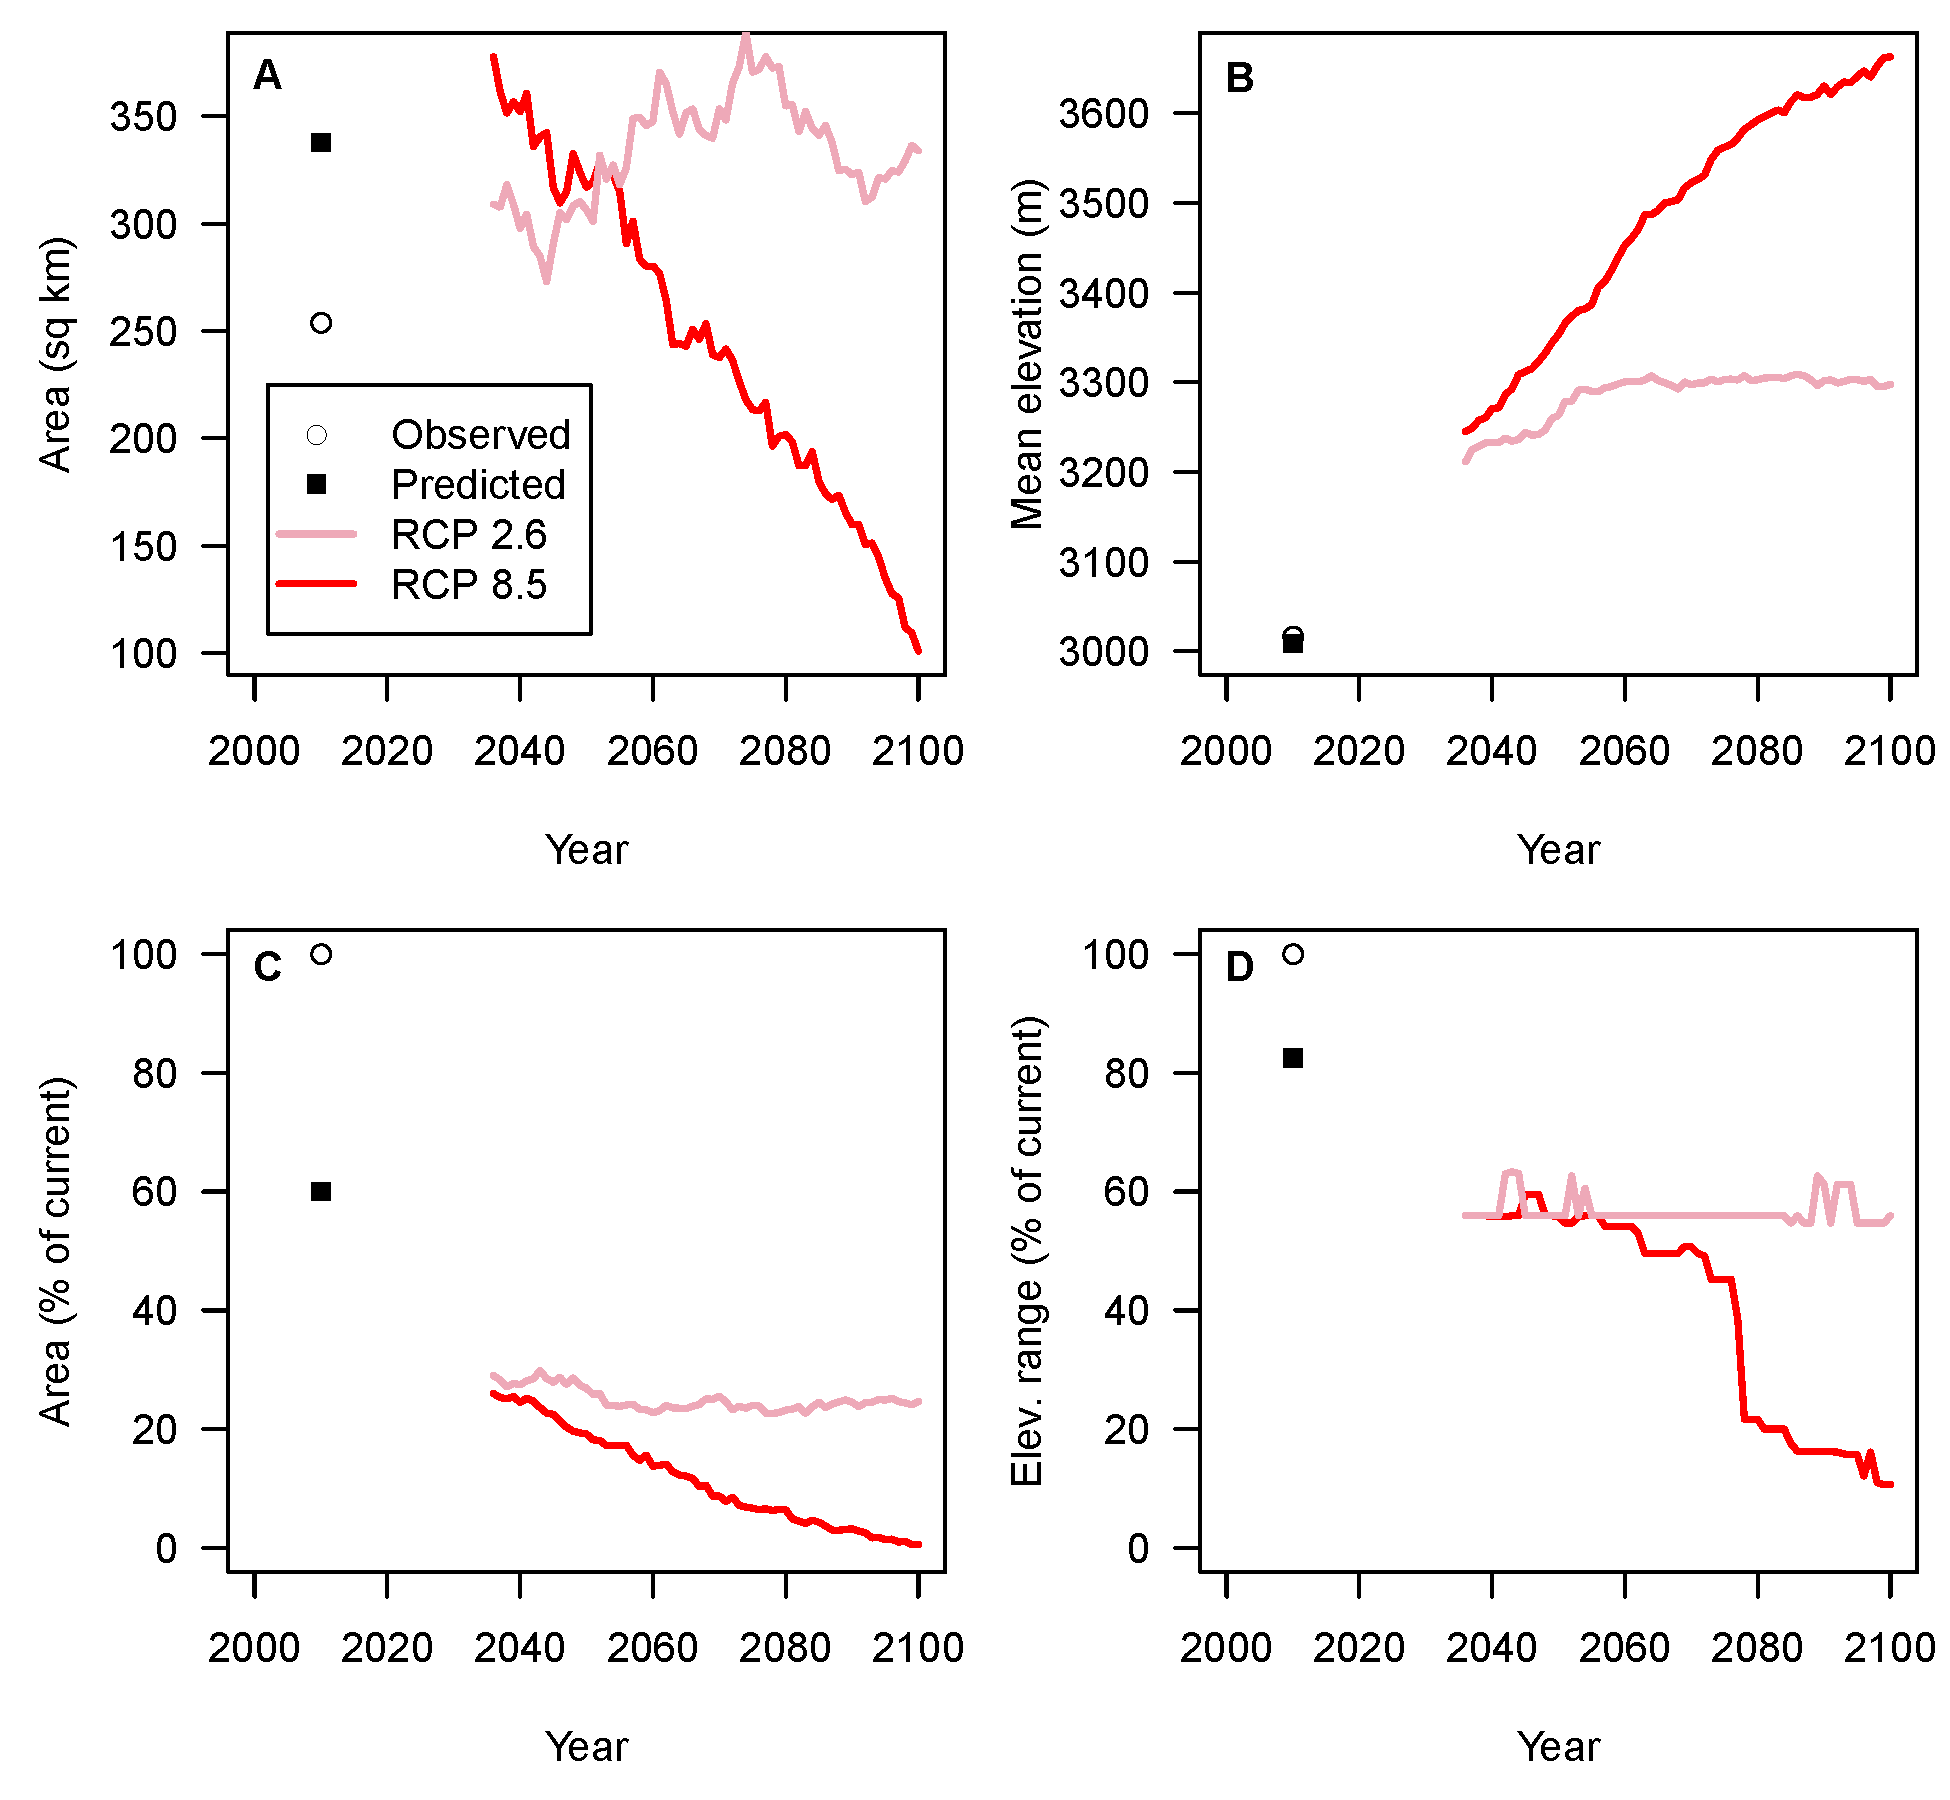 A
Area (sq km)
350
300
250
200
150
100
Observed
Predicted
RCP 2.6
RCP 8.5
2000 2020 2040 2060 2080 2100
Year
B
Mean elevation (m)
3600
3500
3400
3300
3200
3100
3000
2000 2020 2040 2060 2080 2100
Year
C
Area (% of current)
100
80
60
40
20
0
2000 2020 2040 2060 2080 2100
Year
D
Elev. range (% of current)
100
80
60
40
20
0
2000 2020 2040 2060 2080 2100
Year